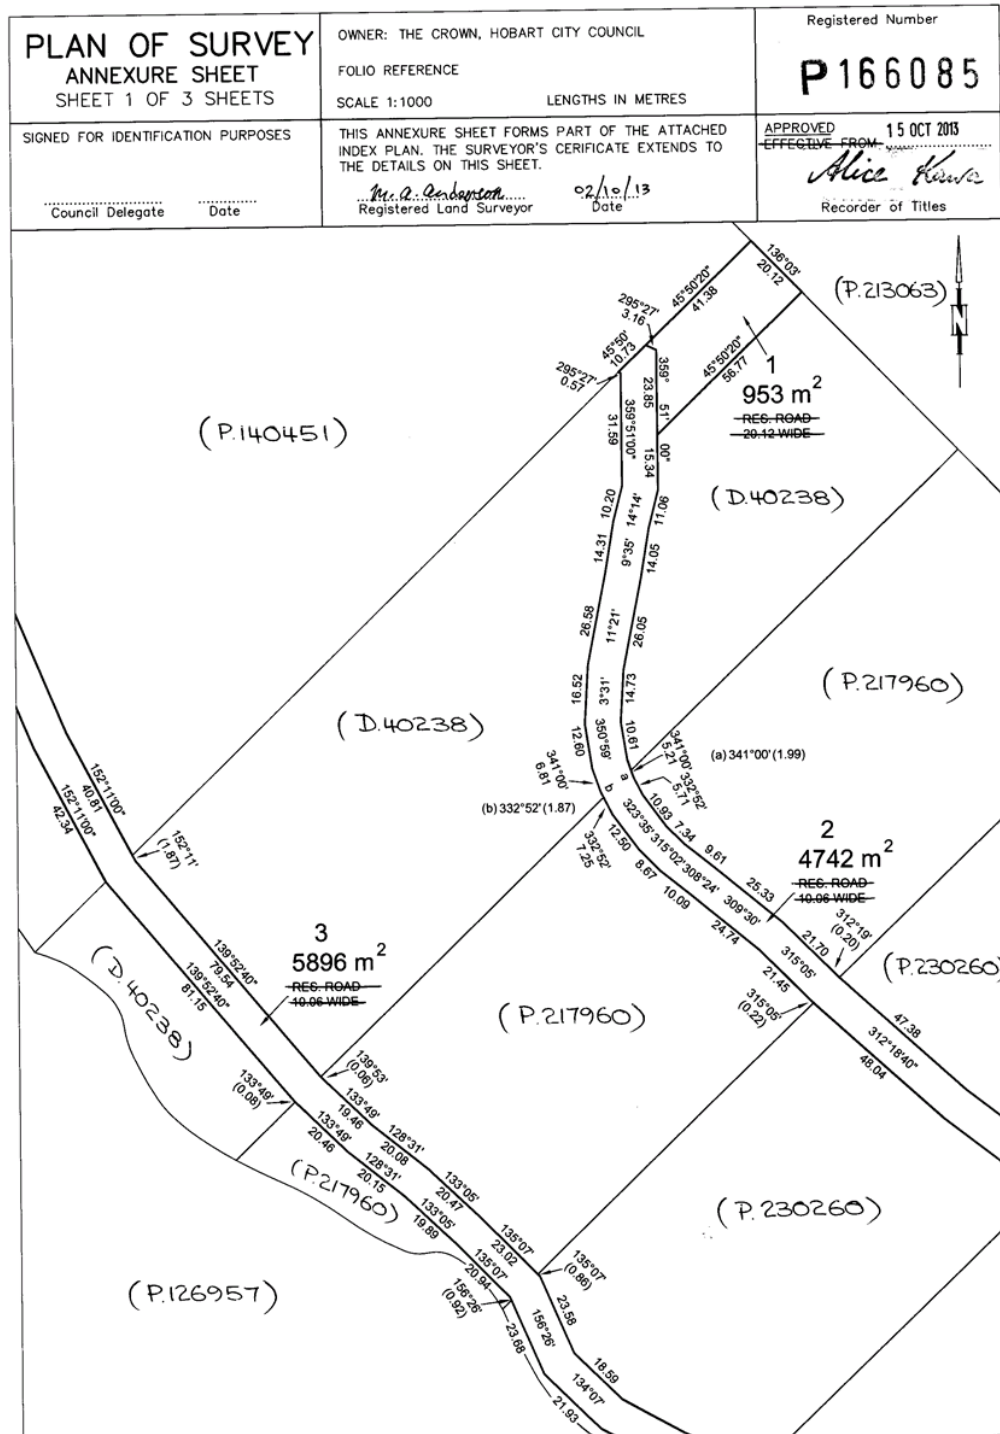 PLAN OF SURVEY
ANNEXURE SHEET
SHEET 1 OF 3 SHEETS
OWNER: THE CROWN, HOBART CITY COUNCIL
FOLIO REFERENCE
SCALE 1:1000 LENGTHS IN METRES
Registered Number
P166085
SIGNED FOR IDENTIFICATION PURPOSES
Council Delegate Date
THIS ANNEXURE SHEET FORMS PART OF THE ATTACHED
INDEX PLAN. THE SURVEYOR'S CERIFICATE EXTENDS TO
THE DETAILS ON THIS SHEET.
M. A. Anderson 02/10/13
Registered Land Surveyor Date
APPROVED 15 OCT 2013
EFFECTIVE FROM
Alice Kawa
Recorder of Titles
136°03'
20.12
(P.213063)
N
45°50'20"
41.38
295°27'
3.16
45°50'
10.73
295°27'
0.57
45°50'20"
56.77
1
953 m2
RES. ROAD
20.12 WIDE
359° 51' 00"
23.85
15.34
359°51'00"
31.59
(P.140451)
(D.40238)
10.20
14°14'
11.06
14.31
9°35'
14.05
26.58
11°21'
26.05
16.52
3°31'
14.73
12.60
350°59'
10.61
(P.217960)
(D.40238)
(a) 341°00' (1.99)
341°00'
5.21
332°52'
5.71
341°00'
6.81
a
b
(b) 332°52' (1.87)
332°52'
7.25
10.93
323°35'
12.50
7.34
315°02'
8.67
9.61
308°24'
10.09
25.33
309°30'
24.74
2
4742 m2
RES. ROAD
10.06 WIDE
312°19'
(0.20)
21.70
315°05'
21.45
315°05'
(0.22)
(P.230260)
47.38
312°18'40"
48.04
152°11'00"
40.81
152°11'00"
42.34
152°11'
(1.87)
3
5896 m2
RES. ROAD
10.06 WIDE
139°52'40"
79.54
139°52'40"
81.15
(D.40238)
(P.217960)
139°53'
(0.06)
133°49'
(0.08)
133°49'
19.46
133°49'
20.46
128°31'
20.08
128°31'
20.15
133°05'
20.47
133°05'
19.89
(P.217960)
135°07'
23.02
135°07'
20.94
135°07'
(0.86)
156°26'
(0.92)
(P.230260)
(P.126957)
23.58
156°26'
23.68
18.59
134°07'
21.93